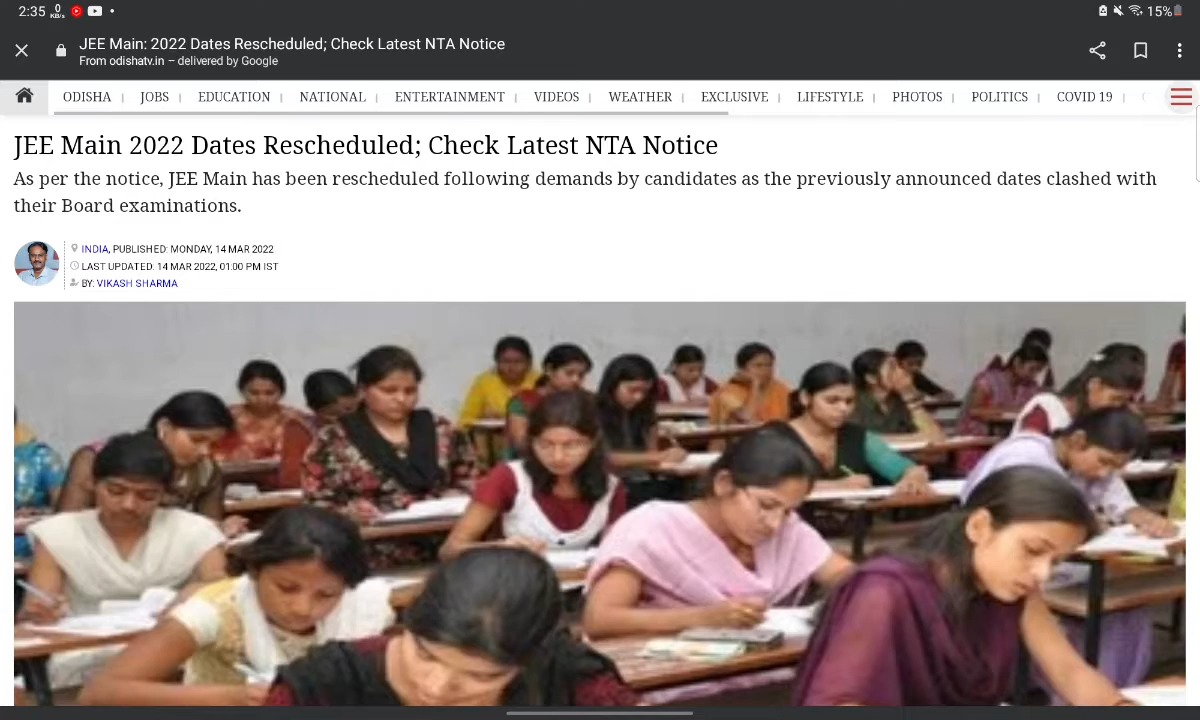 2:35 0 KB/s 15%
JEE Main: 2022 Dates Rescheduled; Check Latest NTA Notice
From odishatv.in – delivered by Google
ODISHA | JOBS | EDUCATION | NATIONAL | ENTERTAINMENT | VIDEOS | WEATHER | EXCLUSIVE | LIFESTYLE | PHOTOS | POLITICS | COVID 19 |
JEE Main 2022 Dates Rescheduled; Check Latest NTA Notice
As per the notice, JEE Main has been rescheduled following demands by candidates as the previously announced dates clashed with
their Board examinations.
INDIA, PUBLISHED: MONDAY, 14 MAR 2022
LAST UPDATED: 14 MAR 2022, 01:00 PM IST
BY: VIKASH SHARMA